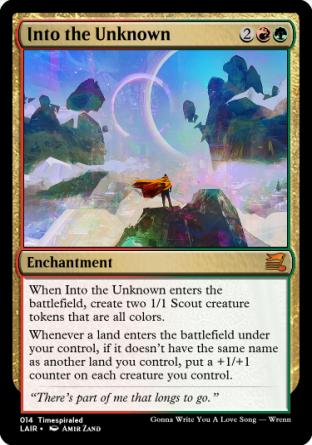 Into the Unknown 2
Enchantment
When Into the Unknown enters the
battlefield, create two 1/1 Scout creature
tokens that are all colors.
Whenever a land enters the battlefield under
your control, if it doesn't have the same name
as another land you control, put a +1/+1
counter on each creature you control.
“There's part of me that longs to go.”
014 Timespiraled Gonna Write You A Love Song — Wrenn
LAIR • Amir Zand